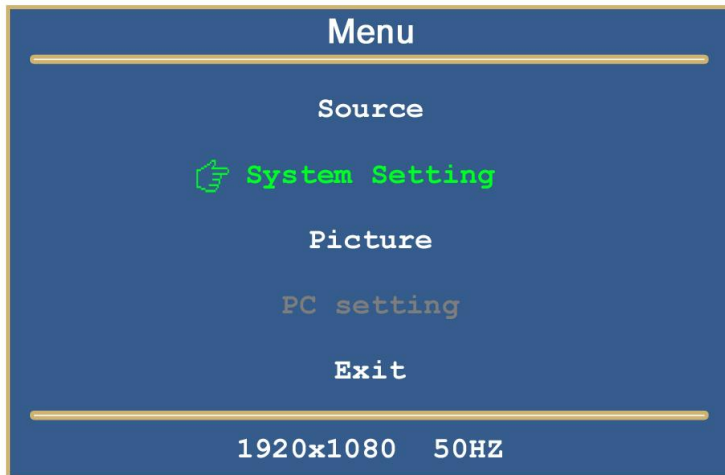 Menu
Source
System Setting
Picture
PC setting
Exit
1920x1080 50HZ